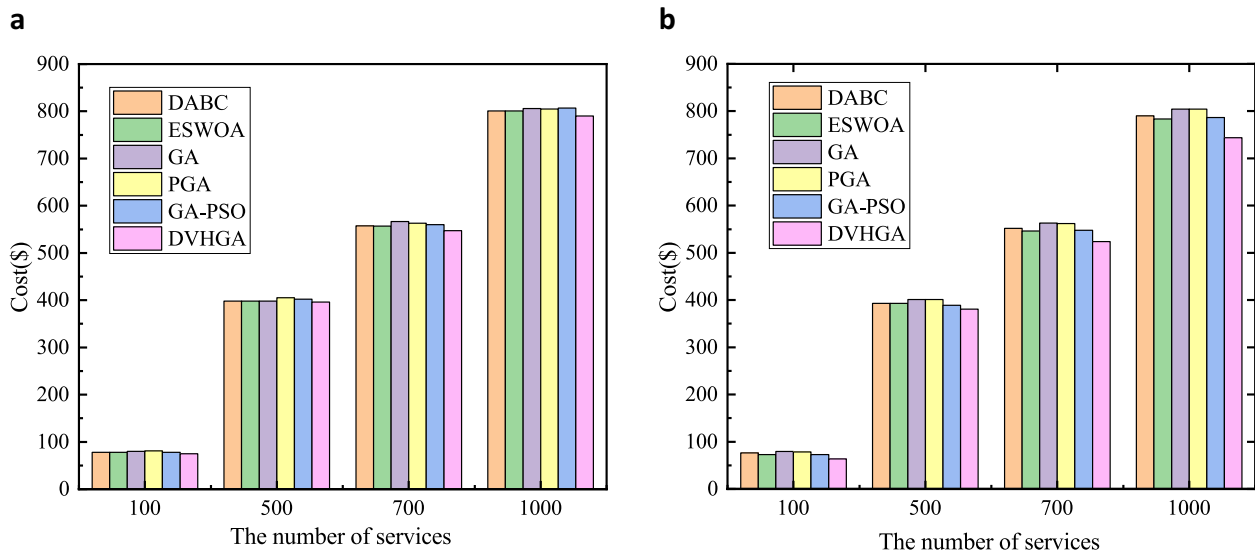 a
900
800
700
600
500
400
300
200
100
0
Cost($)
DABC
ESWOA
GA
PGA
GA-PSO
DVHGA
100 500 700 1000
The number of services
b
900
800
700
600
500
400
300
200
100
0
Cost($)
DABC
ESWOA
GA
PGA
GA-PSO
DVHGA
100 500 700 1000
The number of services